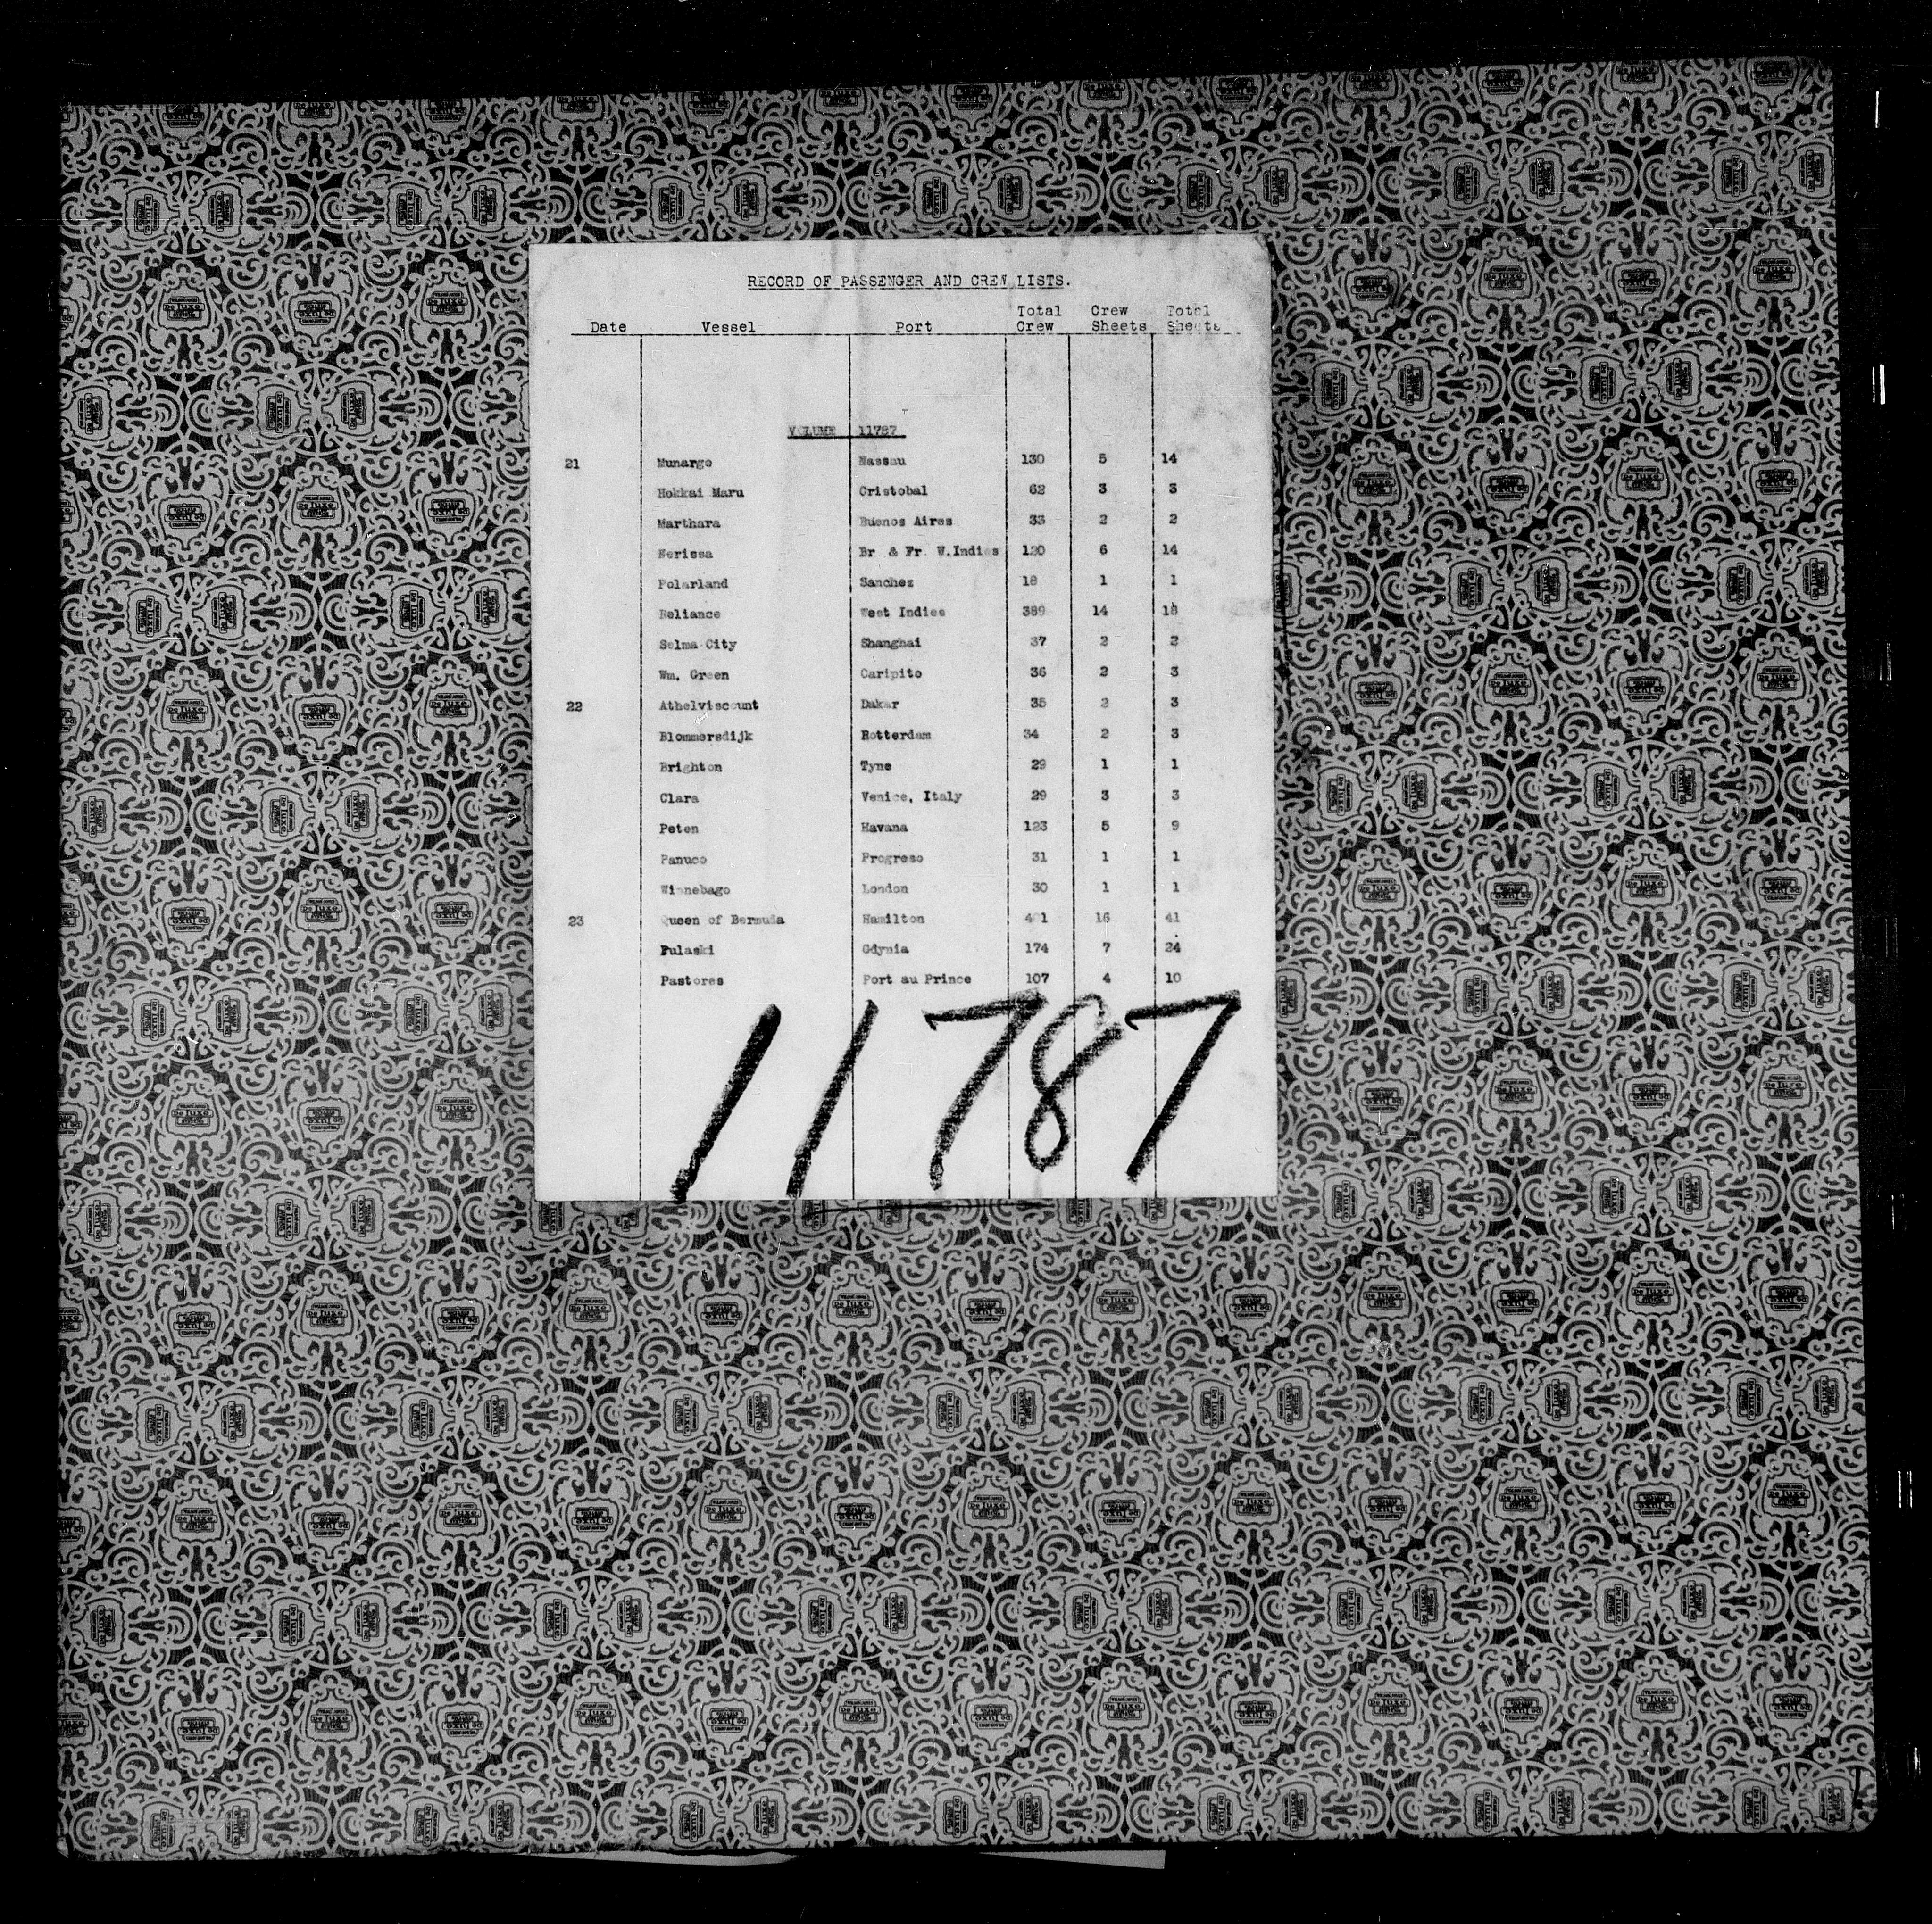 RECORD OF PASSENGER AND CREW LISTS.
Total Crew Total
Date Vessel Port Crew Sheets Sheets
VOLUME 11787
21 Munargo Nassau 130 5 14
Hokkai Maru Cristobal 62 3 3
Marthara Buenos Aires 33 2 2
Nerissa Br & Fr. W.Indies 120 6 14
Polarland Sanchez 18 1 1
Reliance West Indies 389 14 18
Selma City Shanghai 37 2 2
Wm. Green Caripito 36 2 3
22 Athelviscount Dakar 35 2 3
Blommersdijk Rotterdam 34 2 3
Brighton Tyne 29 1 1
Clara Venice, Italy 29 3 3
Peten Havana 123 5 9
Panuco Progreso 31 1 1
Winnebago London 30 1 1
23 Queen of Bermuda Hamilton 16 41
Pulaski Gdynia 174 7 24
Pastores Port au Prince 107 4 10
11787